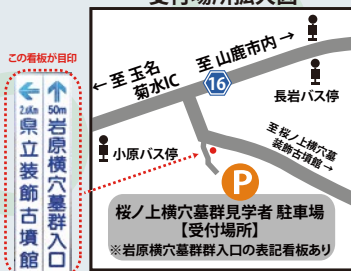 受付場所拡大図
この看板が目印
← 2.6Km 県立装飾古墳館
↑ 50m 岩原横穴墓群入口
← 至 玉名
菊水IC
至 山鹿市内 →
16
長岩バス停
小原バス停
至 桜ノ上横穴墓
装飾古墳館→
P
桜ノ上横穴墓群見学者 駐車場
【受付場所】
※岩原横穴墓群入口の表記看板あり